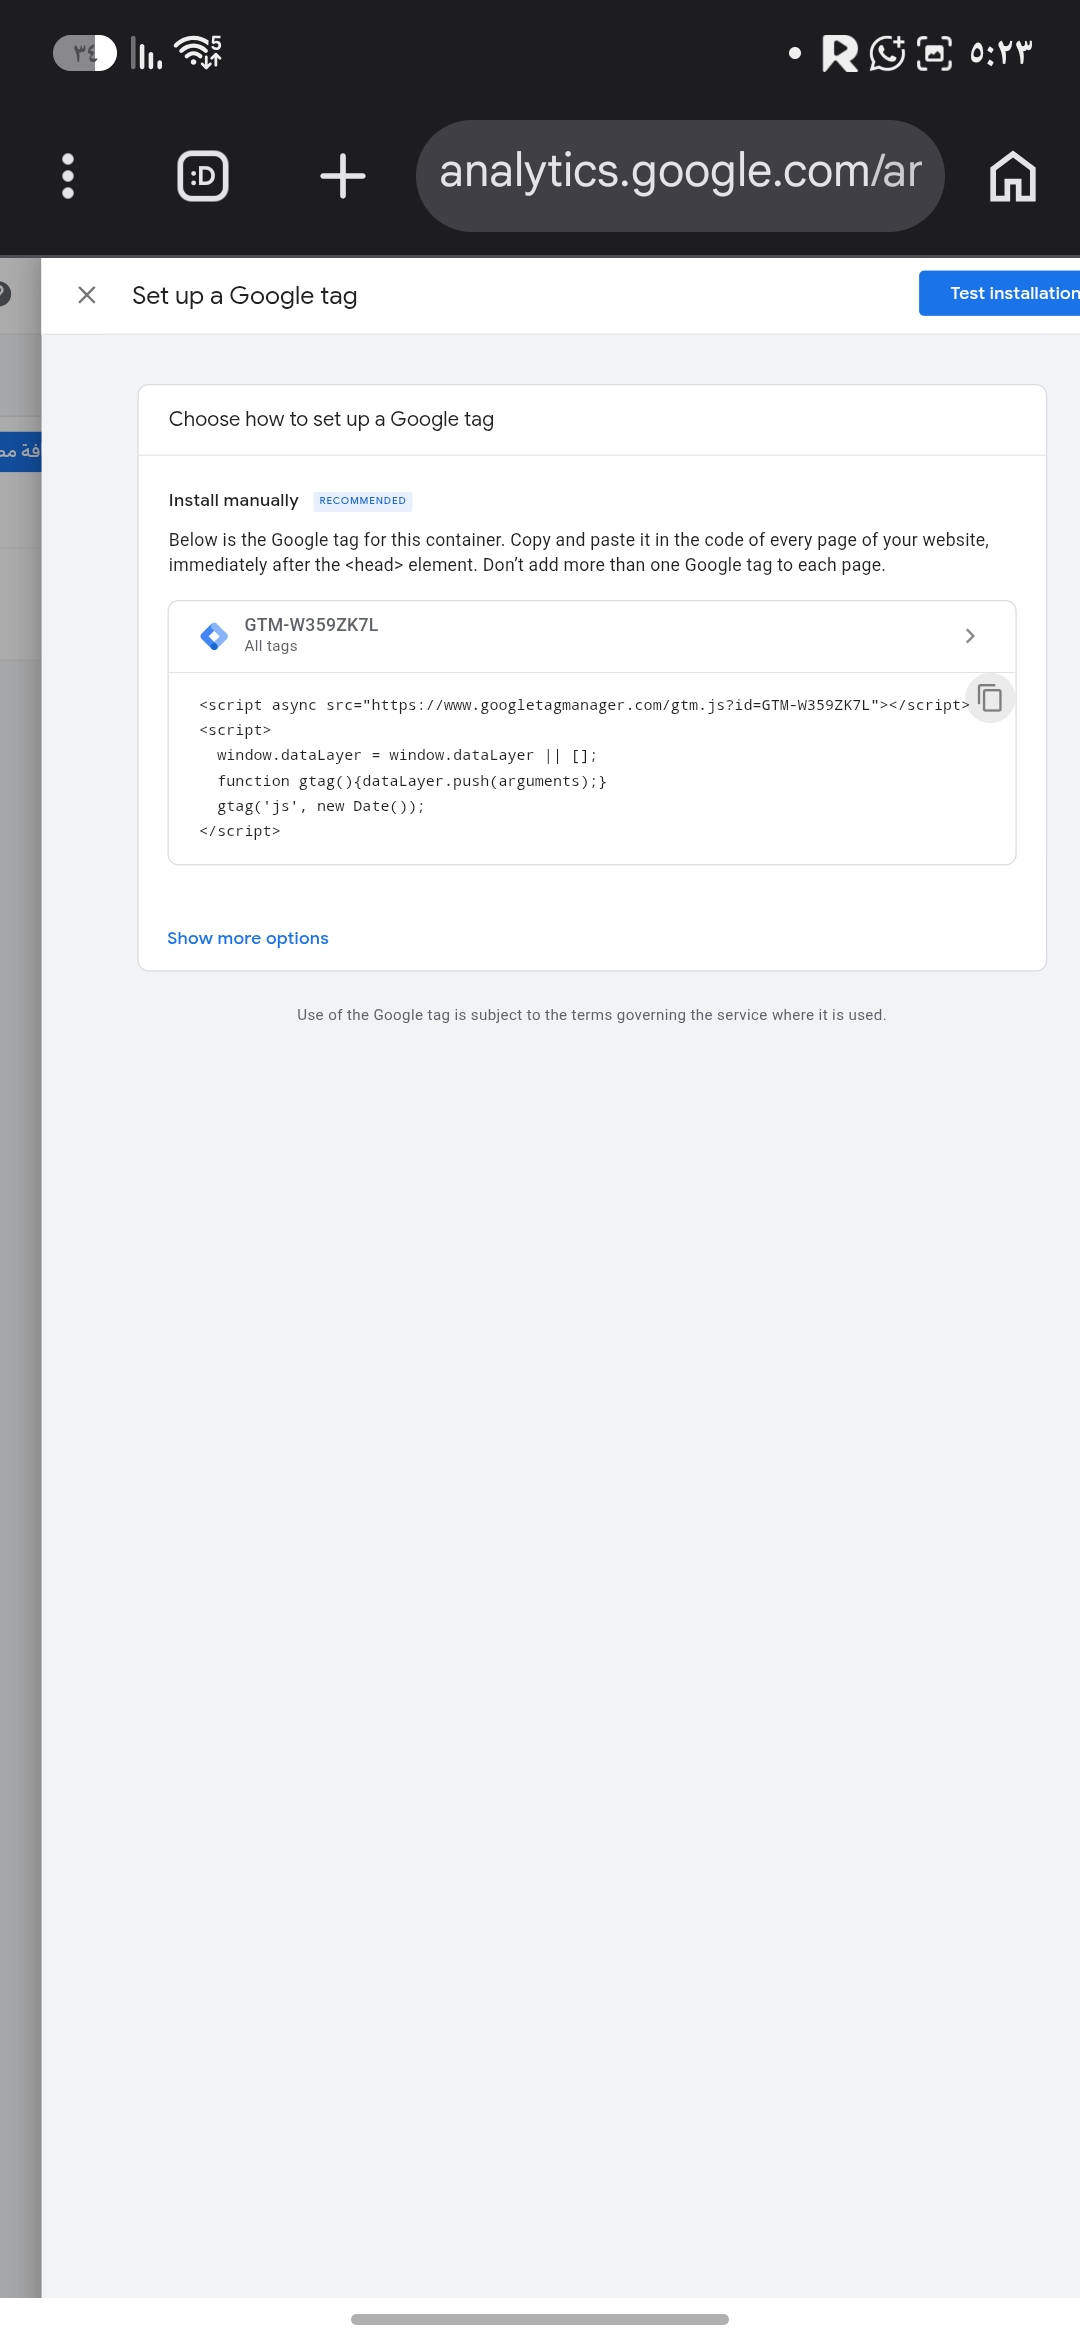 ٣٤
5
R
٥:٢٣
:D
analytics.google.com/ar
Set up a Google tag
Test installation
Choose how to set up a Google tag
Install manually RECOMMENDED
Below is the Google tag for this container. Copy and paste it in the code of every page of your website,
immediately after the <head> element. Don't add more than one Google tag to each page.
GTM-W359ZK7L
All tags
<script async src="https://www.googletagmanager.com/gtm.js?id=GTM-W359ZK7L"></script>
<script>
window.dataLayer = window.dataLayer || [];
function gtag(){dataLayer.push(arguments);}
gtag('js', new Date());
</script>
Show more options
Use of the Google tag is subject to the terms governing the service where it is used.